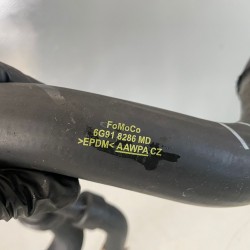 FoMoCo
6G91 8286 MD
>EPDM< AAWPA CZ